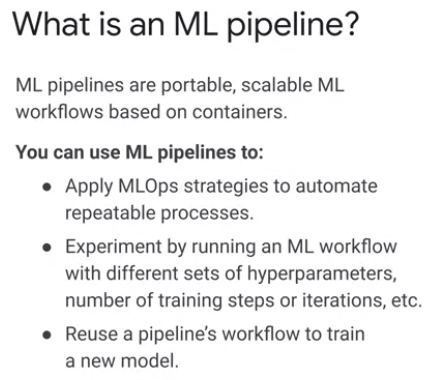 What is an ML pipeline?
ML pipelines are portable, scalable ML
workflows based on containers.
You can use ML pipelines to:
● Apply MLOps strategies to automate
repeatable processes.
● Experiment by running an ML workflow
with different sets of hyperparameters,
number of training steps or iterations, etc.
● Reuse a pipeline's workflow to train
a new model.